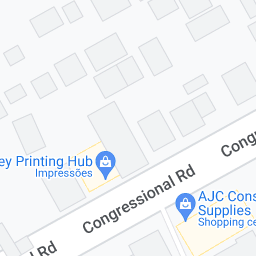 ey Printing Hub
Impressões
Congressional Rd
Cong
AJC Cons
Supplies
Shopping ce
l Rd